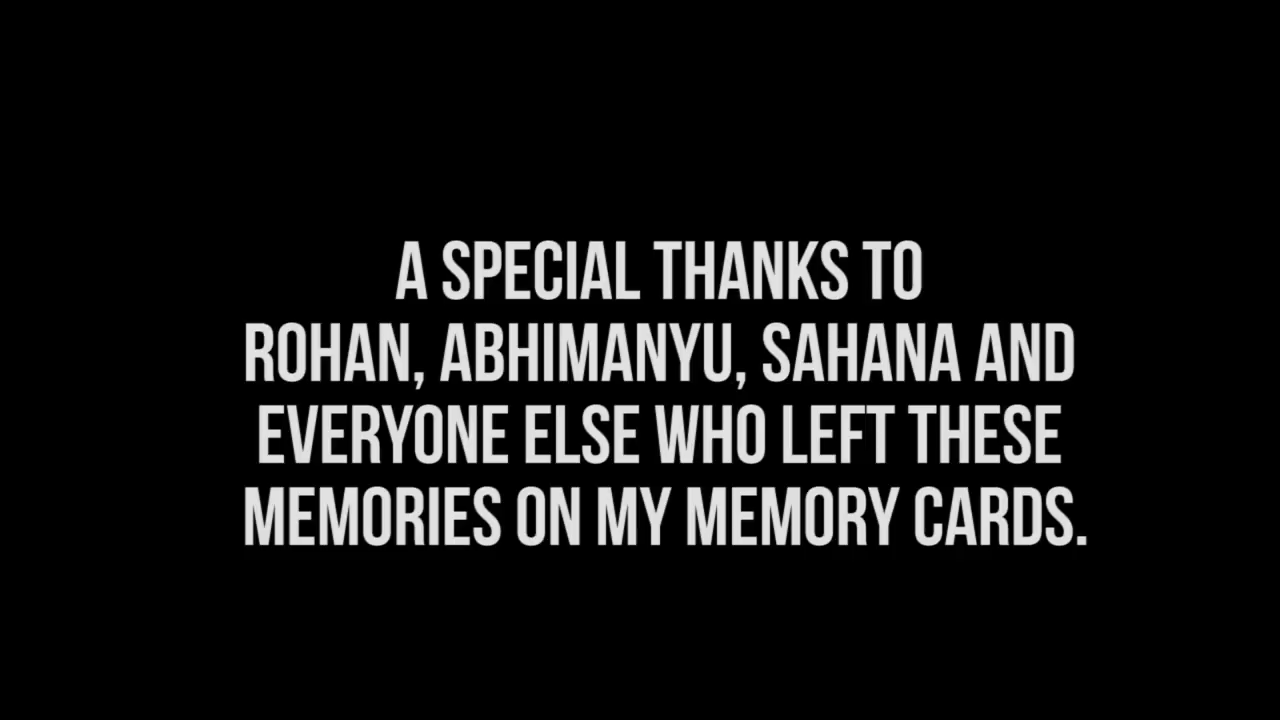 A SPECIAL THANKS TO
ROHAN, ABHIMANYU, SAHANA AND
EVERYONE ELSE WHO LEFT THESE
MEMORIES ON MY MEMORY CARDS.